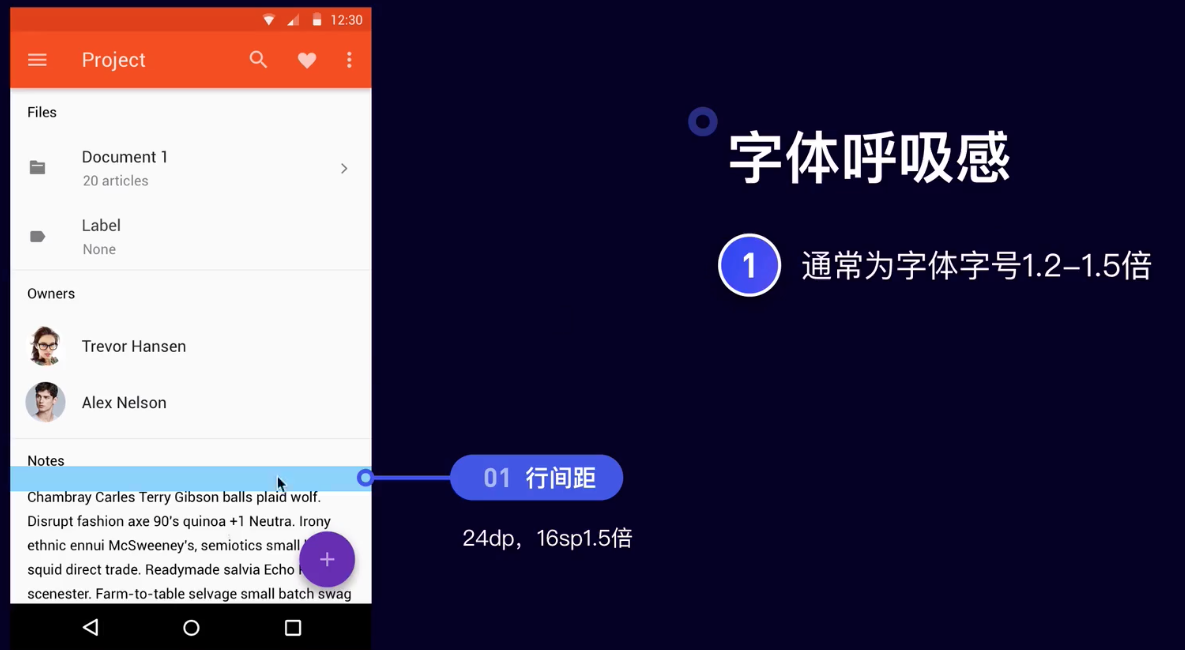 12:30
Project
Files
Document 1
20 articles
Label
None
Owners
Trevor Hansen
Alex Nelson
Notes
Chambray Carles Terry Gibson balls plaid wolf.
Disrupt fashion axe 90's quinoa +1 Neutra. Irony
ethnic ennui McSweeney's, semiotics small
squid direct trade. Readymade salvia Echo
scenester. Farm-to-table selvage small batch swag
字体呼吸感
1 通常为字体字号1.2–1.5倍
01 行间距
24dp，16sp1.5倍